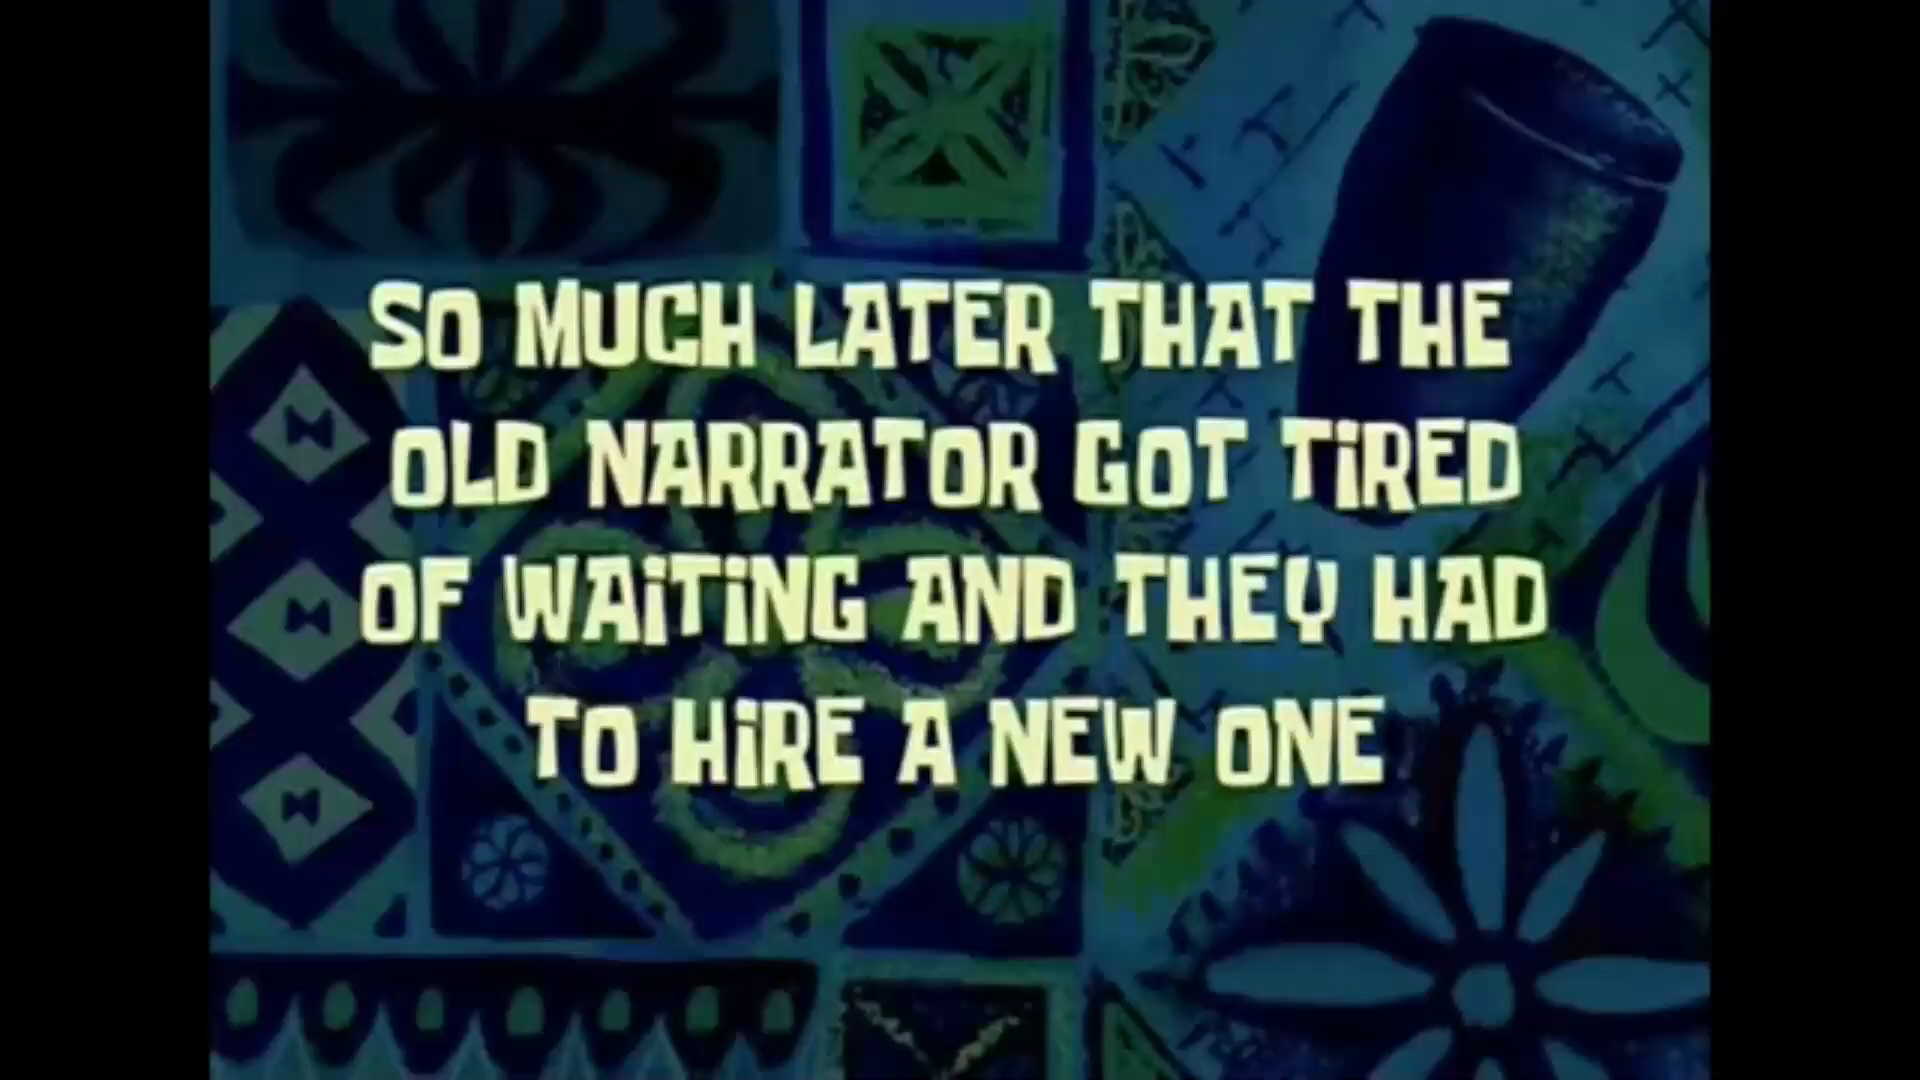 SO MUCH LATER THAT THE
OLD NARRATOR GOT TiRED
OF WAiTiNG AND THEY HAD
TO HiRE A NEW ONE